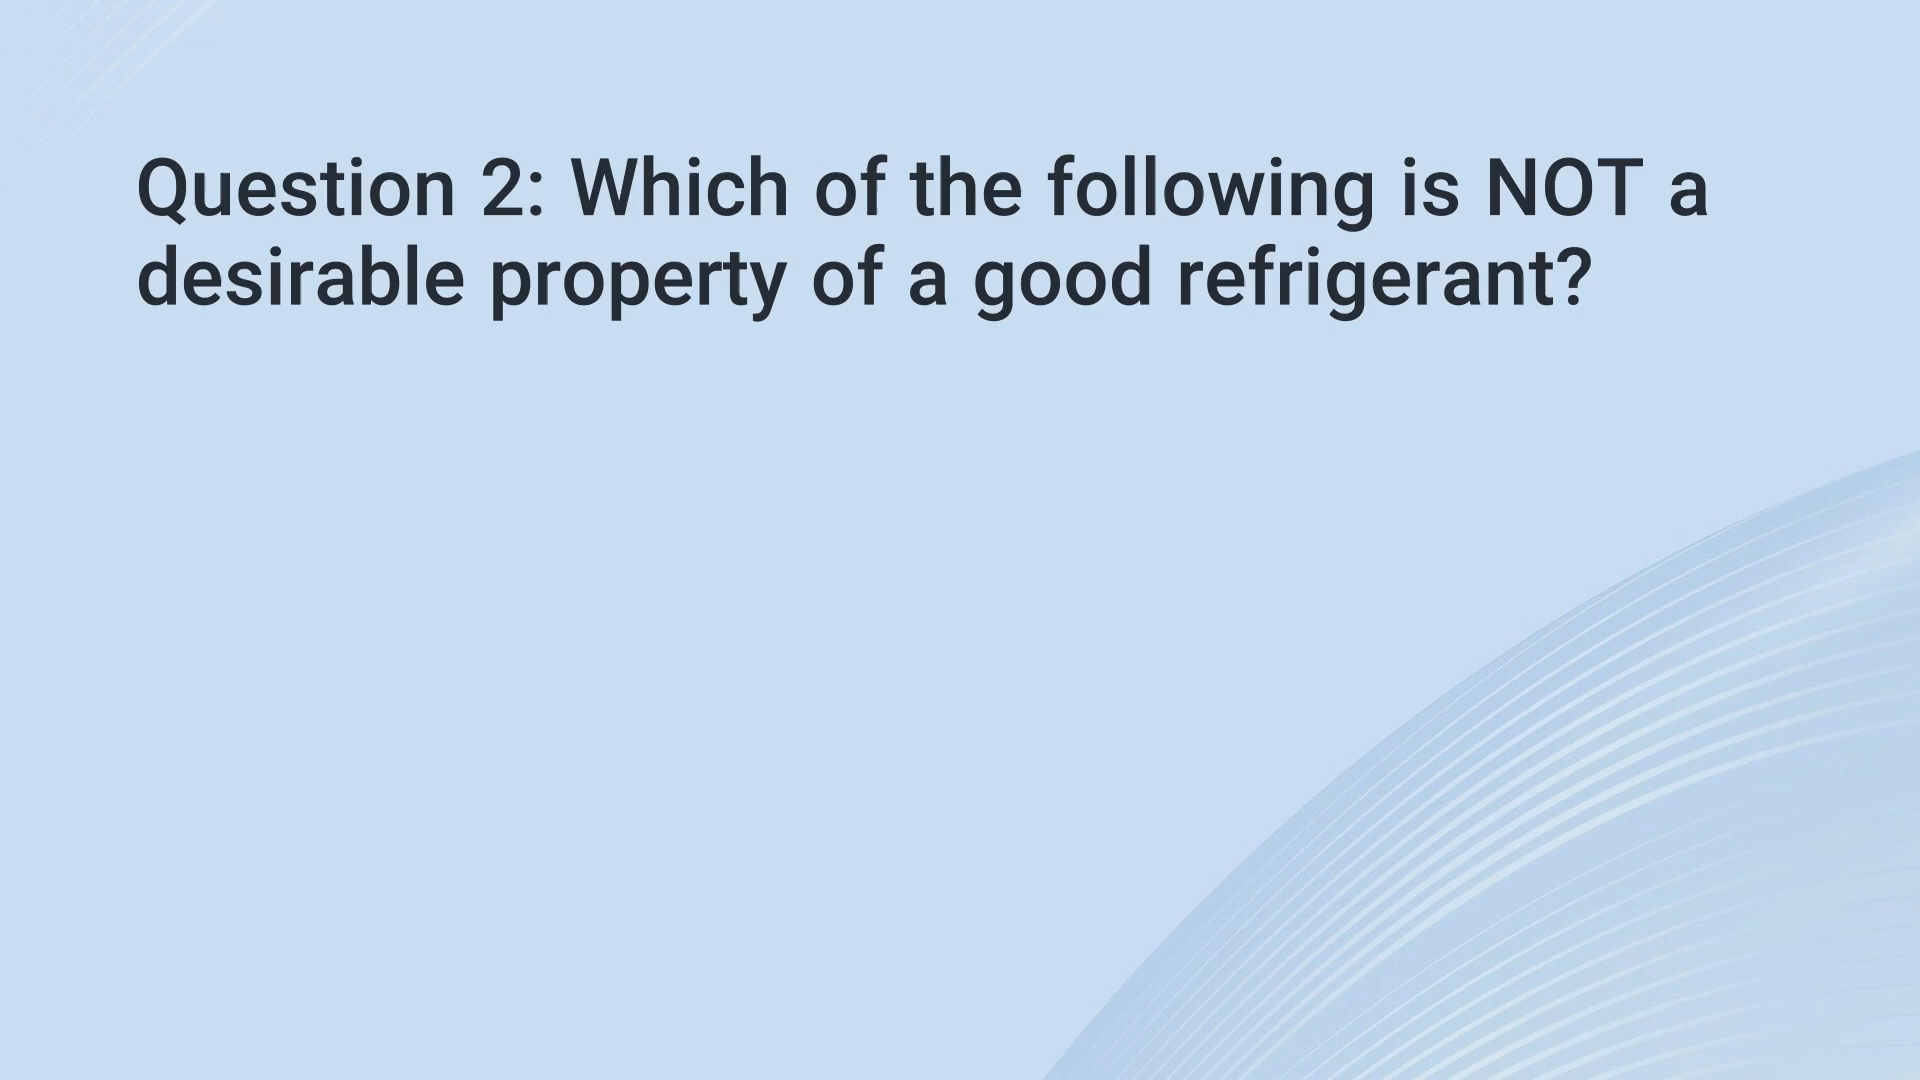 Question 2: Which of the following is NOT a
desirable property of a good refrigerant?